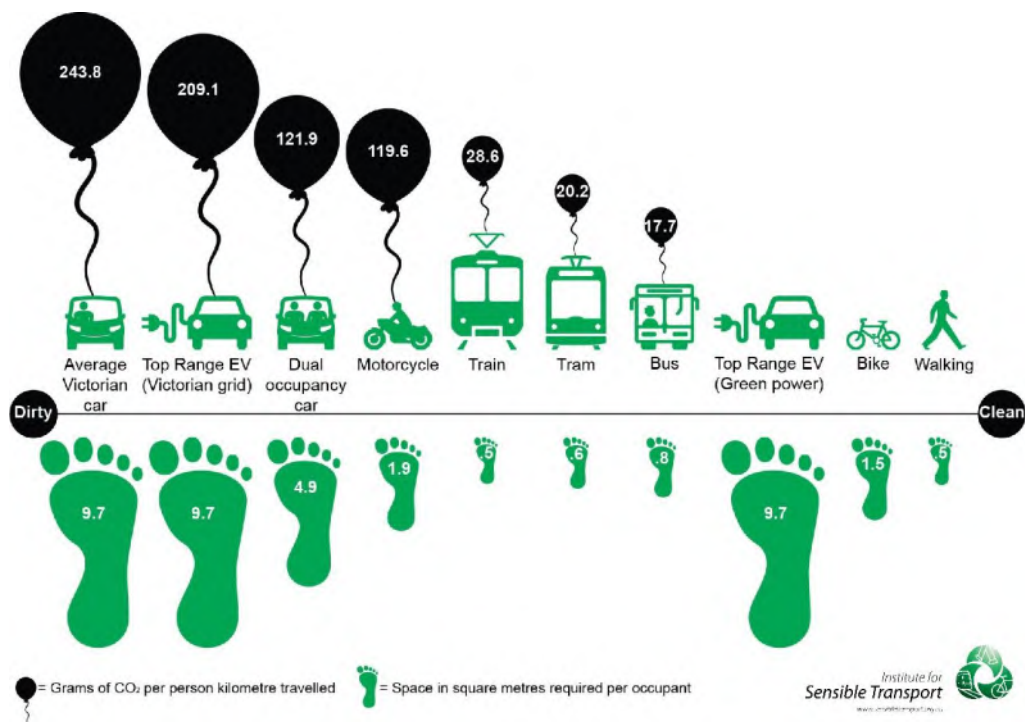 243.8
209.1
121.9
119.6
28.6
20.2
17.7
Average
Victorian
car
Top Range EV
(Victorian grid)
Dual
occupancy
car
Motorcycle
Train
Tram
Bus
Top Range EV
(Green power)
Bike
Walking
Dirty
Clean
9.7
9.7
4.9
1.9
.5
.6
.8
9.7
1.5
.5
= Grams of CO₂ per person kilometre travelled
= Space in square metres required per occupant
Institute for
Sensible Transport